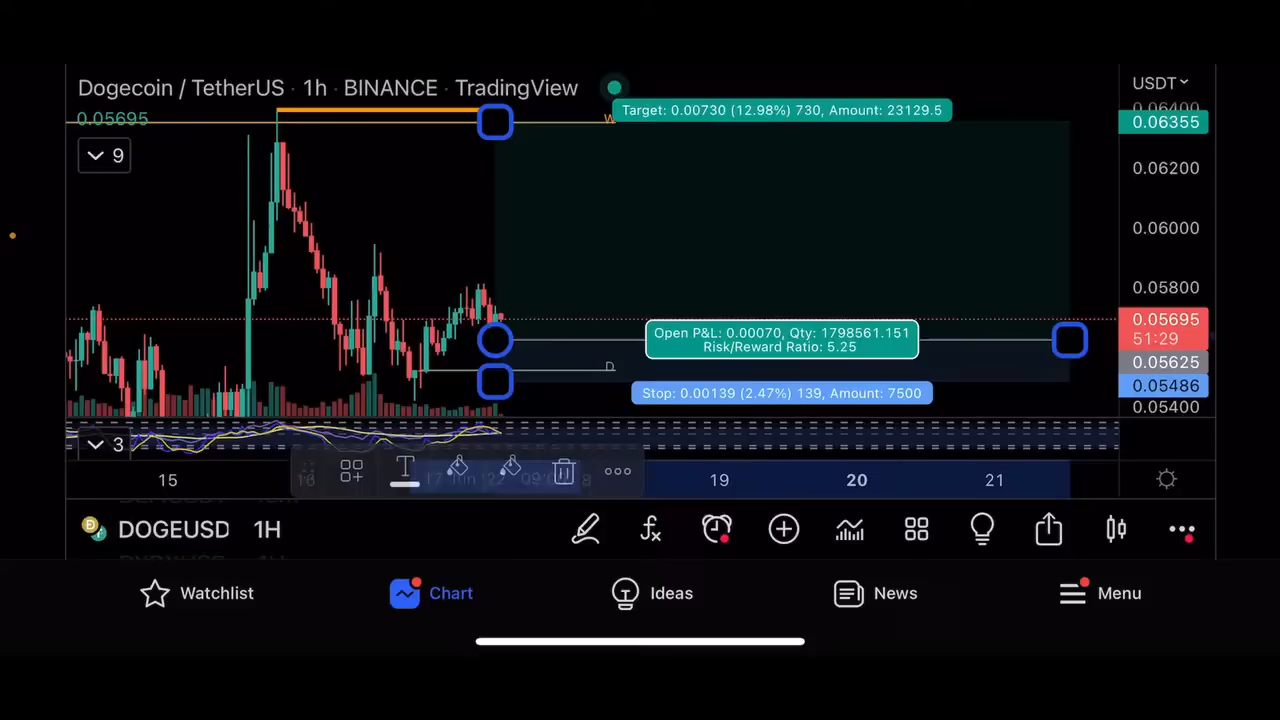 Dogecoin / TetherUS · 1h · BINANCE · TradingView
USDT
0.05695
W
Target: 0.00730 (12.98%) 730, Amount: 23129.5
0.06400
0.06355
9
0.06200
0.06000
0.05800
Open P&L: 0.00070, Qty: 1798561.151
Risk/Reward Ratio: 5.25
0.05695
51:29
D
0.05625
Stop: 0.00139 (2.47%) 139, Amount: 7500
0.05486
0.05400
3
15
16
T
19
20
21
DOGEUSD
1H
Watchlist
Chart
Ideas
News
Menu